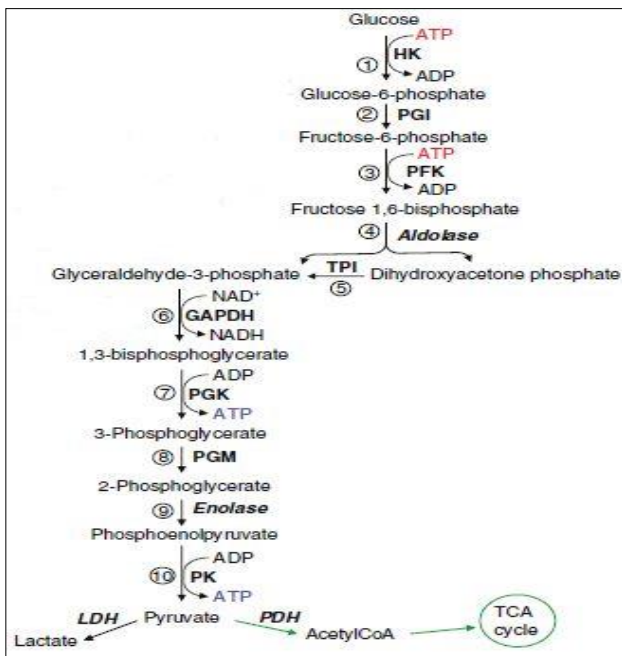 Glucose
ATP
① HK
ADP
Glucose-6-phosphate
② PGI
Fructose-6-phosphate
ATP
③ PFK
ADP
Fructose 1,6-bisphosphate
④ Aldolase
Glyceraldehyde-3-phosphate TPI Dihydroxyacetone phosphate
⑤
NAD⁺
⑥ GAPDH
NADH
1,3-bisphosphoglycerate
ADP
⑦ PGK
ATP
3-Phosphoglycerate
⑧ PGM
2-Phosphoglycerate
⑨ Enolase
Phosphoenolpyruvate
ADP
⑩ PK
ATP
LDH Pyruvate PDH TCA
Lactate AcetylCoA cycle